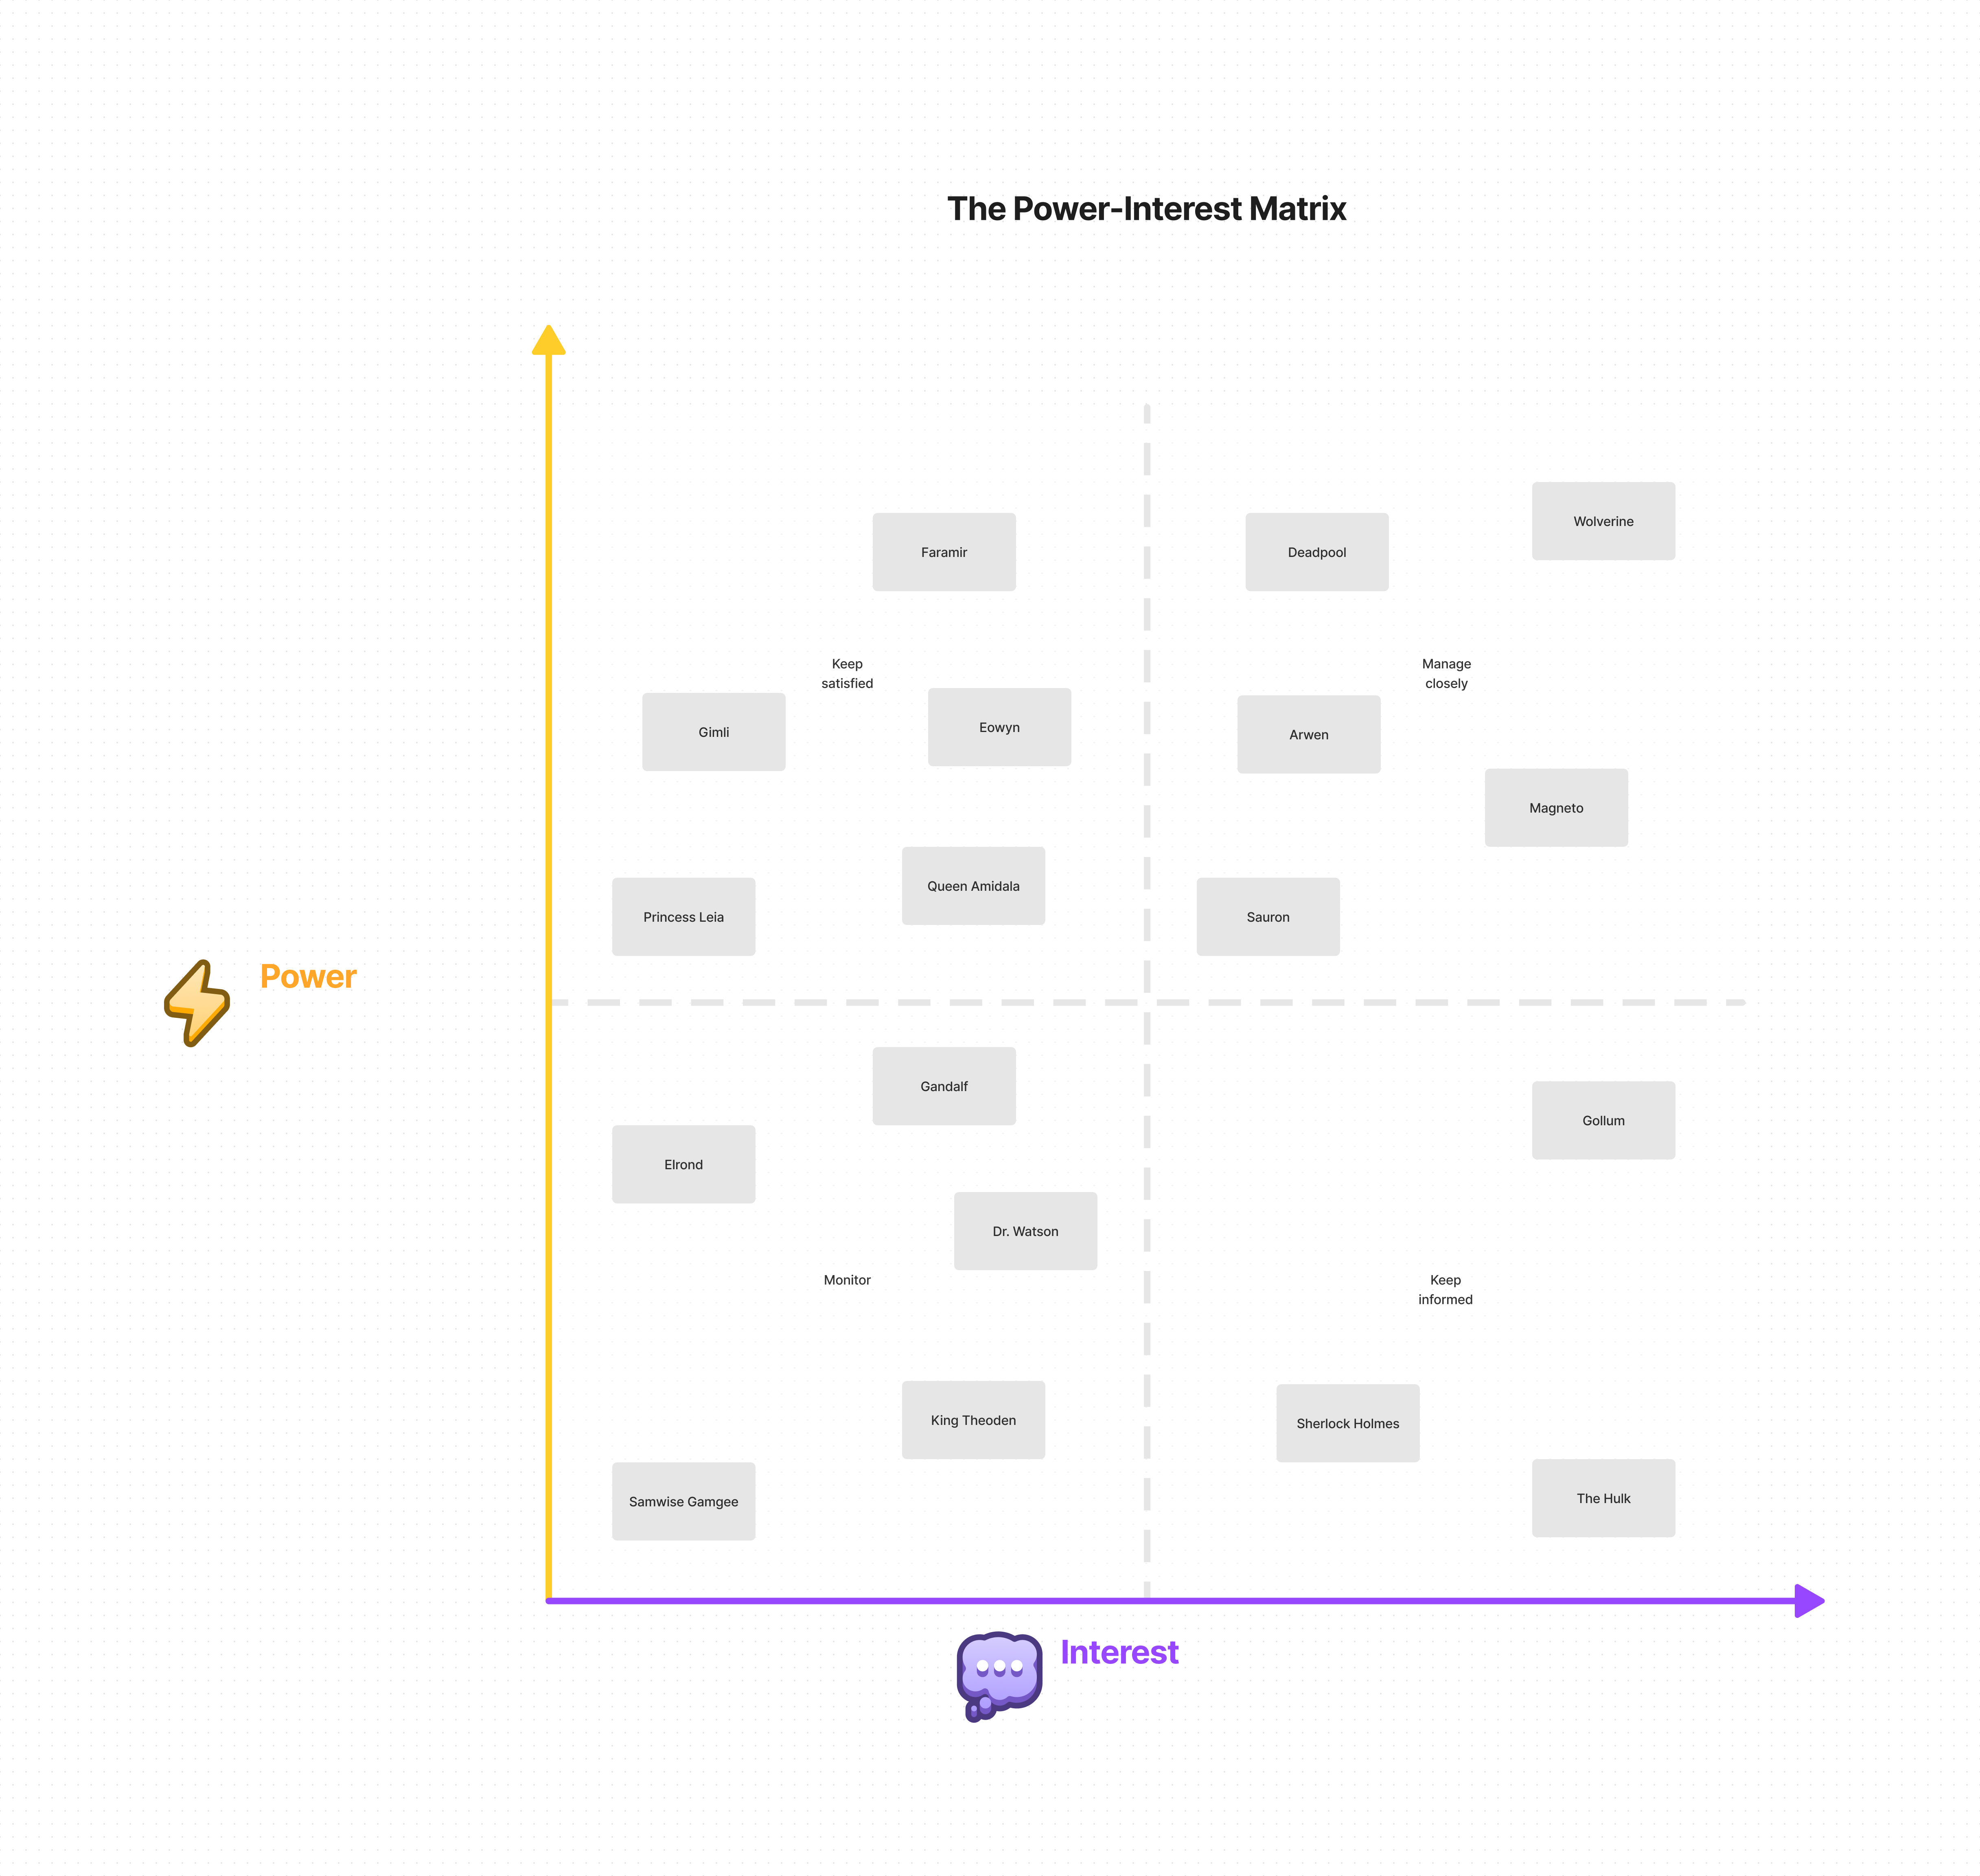 The Power-Interest Matrix
Wolverine
Faramir
Deadpool
Keep
satisfied
Manage
closely
Gimli
Eowyn
Arwen
Magneto
Queen Amidala
Princess Leia
Sauron
Power
Gandalf
Gollum
Elrond
Dr. Watson
Monitor
Keep
informed
King Theoden
Sherlock Holmes
Samwise Gamgee
The Hulk
Interest